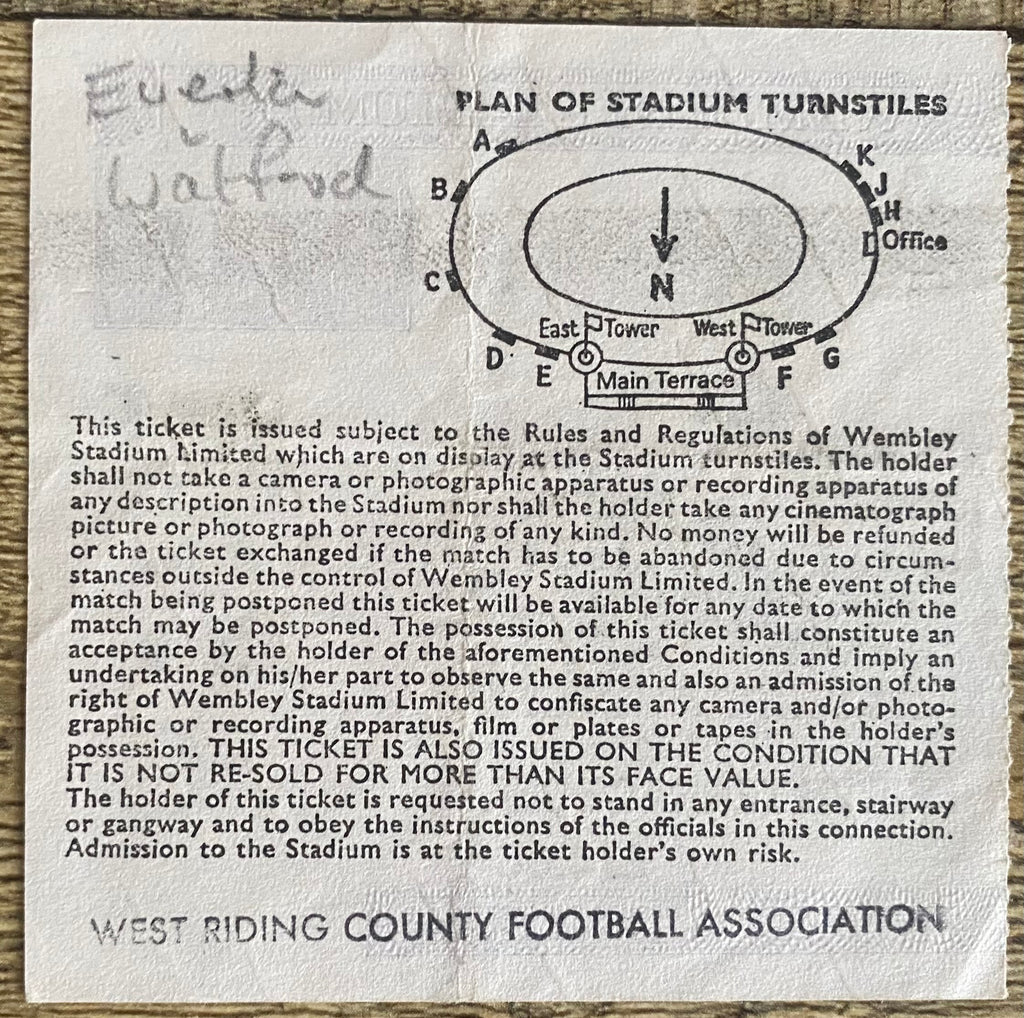 Everton
v
Watford
PLAN OF STADIUM TURNSTILES
A
K
B
J
H
Office
C
N
East Tower West Tower
D
E
F
G
Main Terrace
This ticket is issued subject to the Rules and Regulations of Wembley
Stadium Limited which are on display at the Stadium turnstiles. The holder
shall not take a camera or photographic apparatus or recording apparatus of
any description into the Stadium nor shall the holder take any cinematograph
picture or photograph or recording of any kind. No money will be refunded
or the ticket exchanged if the match has to be abandoned due to circum-
stances outside the control of Wembley Stadium Limited. In the event of the
match being postponed this ticket will be available for any date to which the
match may be postponed. The possession of this ticket shall constitute an
acceptance by the holder of the aforementioned Conditions and imply an
undertaking on his/her part to observe the same and also an admission of the
right of Wembley Stadium Limited to confiscate any camera and/or photo-
graphic or recording apparatus, film or plates or tapes in the holder's
possession. THIS TICKET IS ALSO ISSUED ON THE CONDITION THAT
IT IS NOT RE-SOLD FOR MORE THAN ITS FACE VALUE.
The holder of this ticket is requested not to stand in any entrance, stairway
or gangway and to obey the instructions of the officials in this connection.
Admission to the Stadium is at the ticket holder's own risk.
WEST RIDING COUNTY FOOTBALL ASSOCIATION